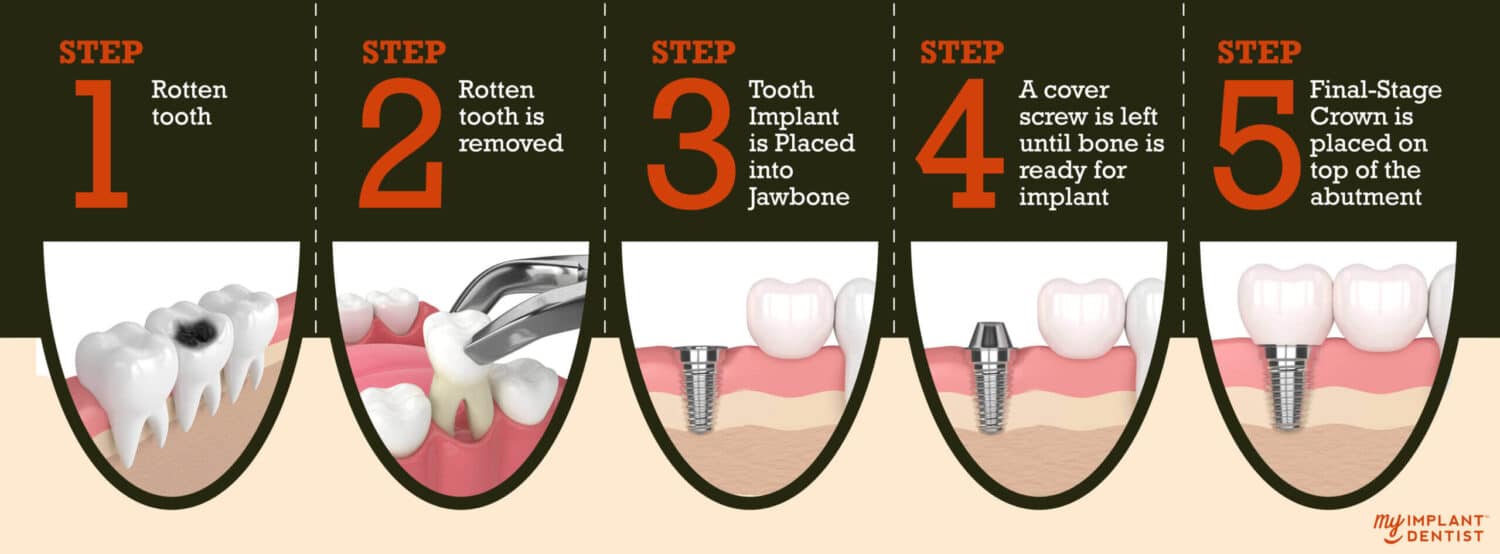 STEP
1
Rotten
tooth
STEP
2
Rotten
tooth is
removed
STEP
3
Tooth
Implant
is Placed
into
Jawbone
STEP
4
A cover
screw is left
until bone is
ready for
implant
STEP
5
Final-Stage
Crown is
placed on
top of the
abutment
my IMPLANT™
DENTIST